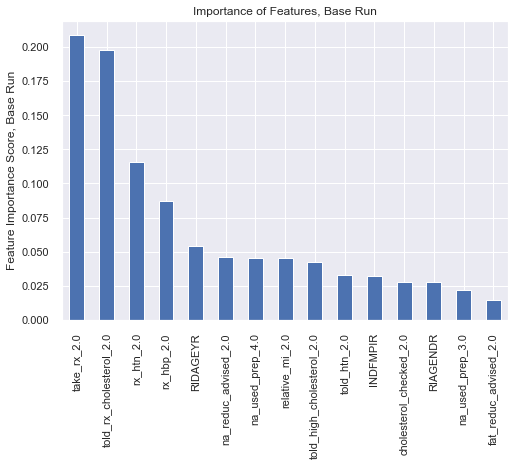 Importance of Features, Base Run
Feature Importance Score, Base Run
0.200
0.175
0.150
0.125
0.100
0.075
0.050
0.025
0.000
take_rx_2.0
told_rx_cholesterol_2.0
rx_htn_2.0
rx_hbp_2.0
RIDAGEYR
na_reduc_advised_2.0
na_used_prep_4.0
relative_mi_2.0
told_high_cholesterol_2.0
told_htn_2.0
INDFMPIR
cholesterol_checked_2.0
RIAGENDR
na_used_prep_3.0
fat_reduc_advised_2.0